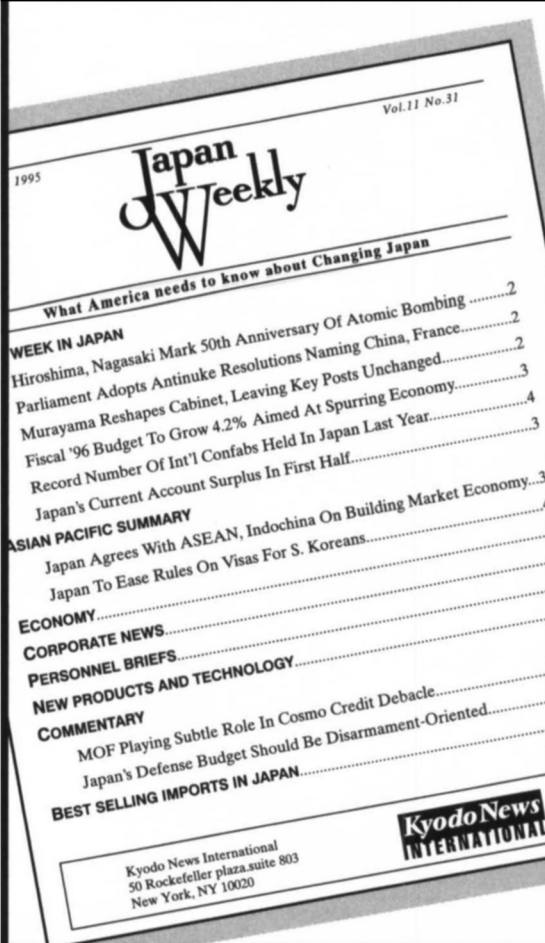 1995
Vol.11 No.31
Japan
Weekly
What America needs to know about Changing Japan
WEEK IN JAPAN
Hiroshima, Nagasaki Mark 50th Anniversary Of Atomic Bombing .........2
Parliament Adopts Antinuke Resolutions Naming China, France............2
Murayama Reshapes Cabinet, Leaving Key Posts Unchanged.................2
Fiscal '96 Budget To Grow 4.2% Aimed At Spurring Economy...............3
Record Number Of Int'l Confabs Held In Japan Last Year......................4
Japan's Current Account Surplus In First Half.........................................3
ASIAN PACIFIC SUMMARY
Japan Agrees With ASEAN, Indochina On Building Market Economy...3
Japan To Ease Rules On Visas For S. Koreans.........................................
ECONOMY.........................................................................................
CORPORATE NEWS...........................................................................
PERSONNEL BRIEFS.........................................................................
NEW PRODUCTS AND TECHNOLOGY..................................................
COMMENTARY
MOF Playing Subtle Role In Cosmo Credit Debacle.......................
Japan's Defense Budget Should Be Disarmament-Oriented............
BEST SELLING IMPORTS IN JAPAN..................................................
Kyodo News International
50 Rockefeller plaza.suite 803
New York, NY 10020
Kyodo News
INTERNATIONAL